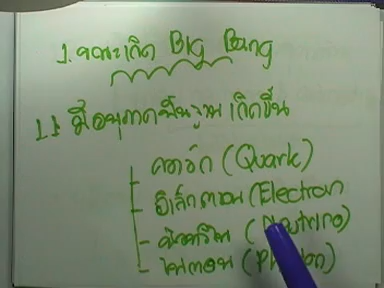 1. ขณะเกิด Big Bang
1.1 มีอนุภาคพื้นฐาน เกิดขึ้น
ควาร์ก (Quark)
อิเล็กตรอน (Electron
นิวทริโน (Neutrino)
โฟตอน (Photon)